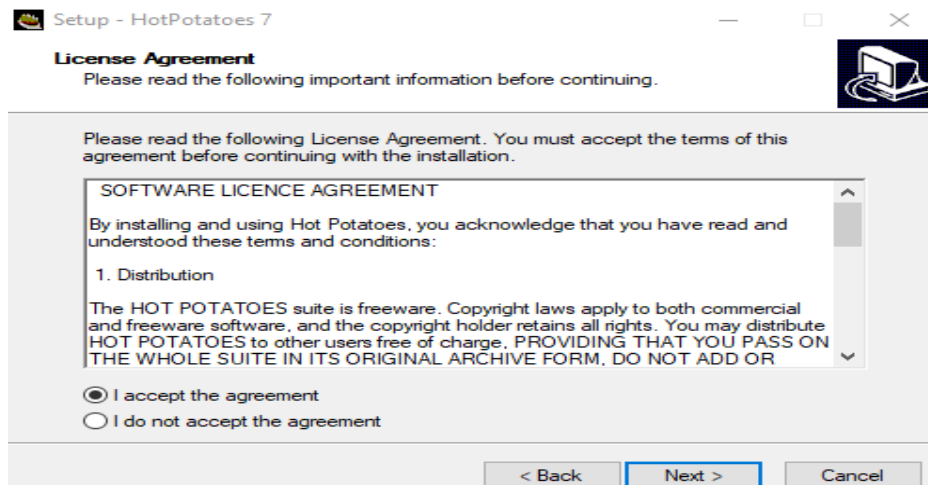 Setup - HotPotatoes 7
License Agreement
Please read the following important information before continuing.
Please read the following License Agreement. You must accept the terms of this
agreement before continuing with the installation.
SOFTWARE LICENCE AGREEMENT
By installing and using Hot Potatoes, you acknowledge that you have read and
understood these terms and conditions:
1. Distribution
The HOT POTATOES suite is freeware. Copyright laws apply to both commercial
and freeware software, and the copyright holder retains all rights. You may distribute
HOT POTATOES to other users free of charge, PROVIDING THAT YOU PASS ON
THE WHOLE SUITE IN ITS ORIGINAL ARCHIVE FORM, DO NOT ADD OR
I accept the agreement
I do not accept the agreement
< Back Next > Cancel